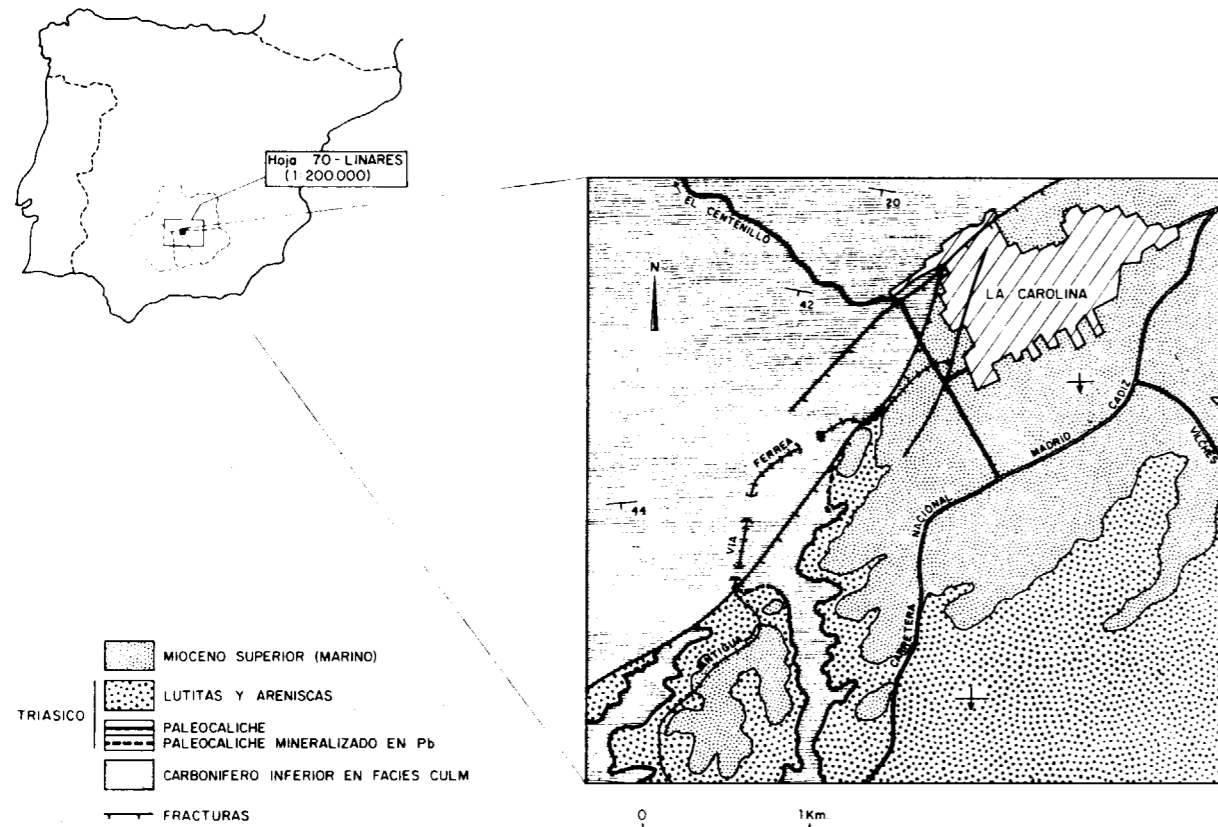 Hoja 70-LINARES
(1:200.000)
EL CENTENILLO
20
N
42
LA CAROLINA
CADIZ
MADRID
VILCHES
FERREA
NACIONAL
44
VIA
CARRETERA
ANTIGUA
MIOCENO SUPERIOR (MARINO)
TRIASICO
LUTITAS Y ARENISCAS
PALEOCALICHE
PALEOCALICHE MINERALIZADO EN Pb
CARBONIFERO INFERIOR EN FACIES CULM
FRACTURAS
0 1Km.